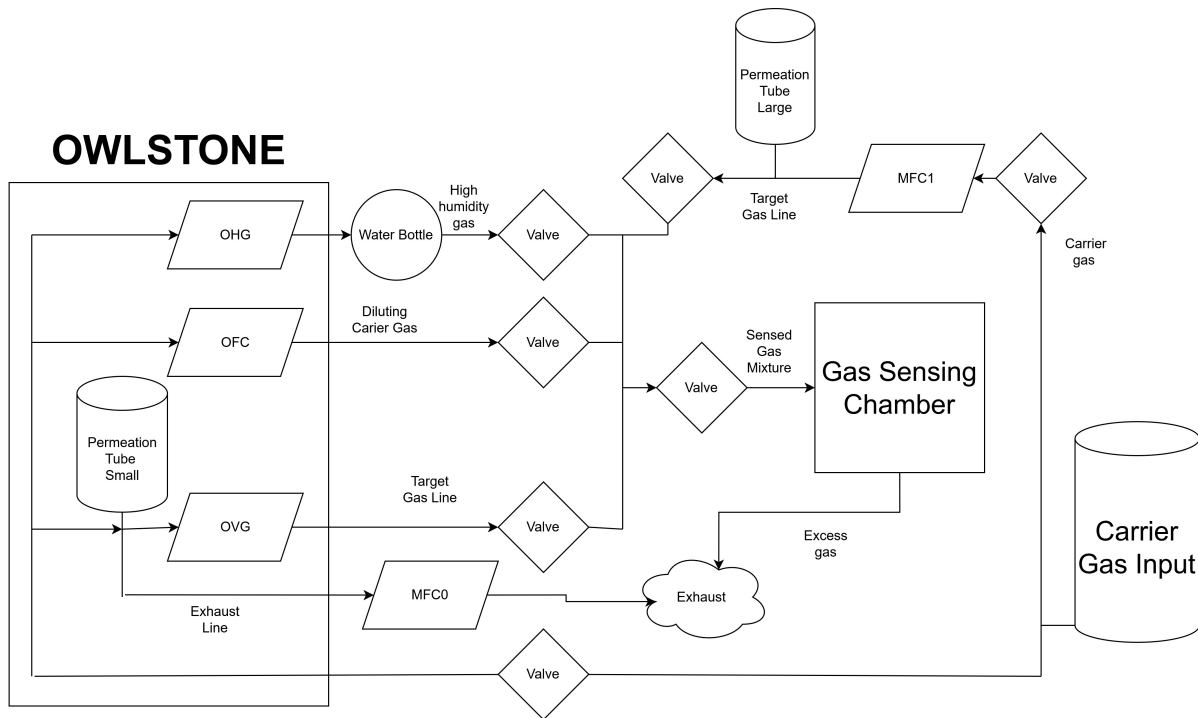 Permeation
Tube
Large
OWLSTONE
Valve
MFC1
Valve
High
humidity
gas
Target
Gas Line
OHG
Water Bottle
Valve
Carrier
gas
Diluting
Carier Gas
OFC
Valve
Sensed
Gas
Mixture
Valve
Gas Sensing
Chamber
Permeation
Tube
Small
Target
Gas Line
OVG
Valve
Excess
gas
Carrier
Gas Input
MFC0
Exhaust
Exhaust
Line
Valve